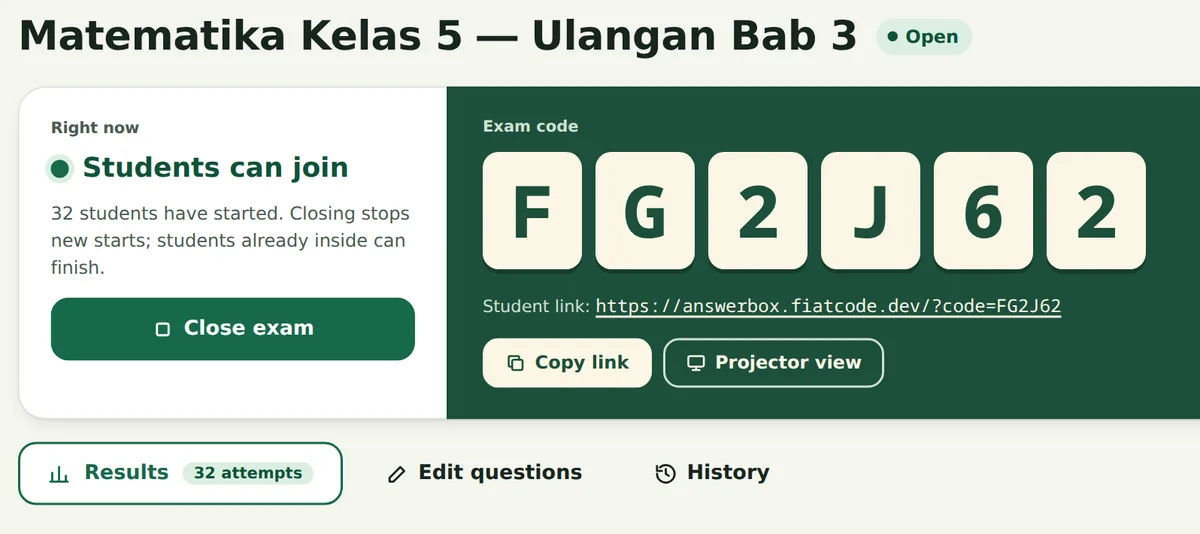 Matematika Kelas 5 — Ulangan Bab 3
Open
Right now
Students can join
32 students have started. Closing stops
new starts; students already inside can
finish.
Close exam
Exam code
F G 2 J 6 2
Student link: https://answerbox.fiatcode.dev/?code=FG2J62
Copy link
Projector view
Results
32 attempts
Edit questions
History